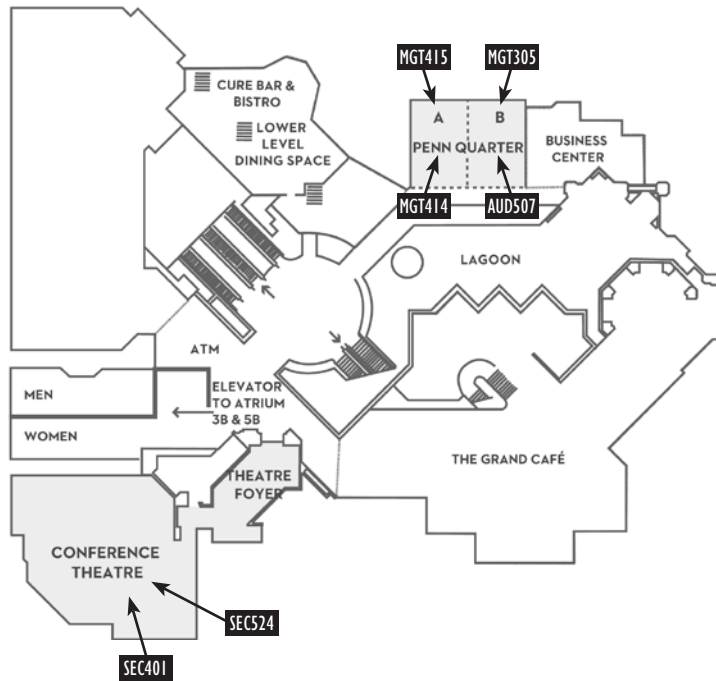 MGT415
MGT305
CURE BAR &
BISTRO
LOWER
LEVEL
DINING SPACE
A
B
PENN QUARTER
BUSINESS
CENTER
MGT414
AUD507
LAGOON
ATM
MEN
WOMEN
ELEVATOR
TO ATRIUM
3B & 5B
THE GRAND CAFÉ
THEATRE
FOYER
CONFERENCE
THEATRE
SEC524
SEC401